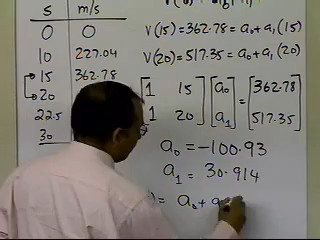 s m/s
0 0
10 227.04
15 362.78
20
22.5
30
V(15)=362.78=a₀+a₁(15)
V(20)=517.35=a₀+a₁(20)
[1 15] [a₀] = [362.78]
[1 20] [a₁] [517.35]
a₀ = -100.93
a₁ = 30.914
) = a₀+a